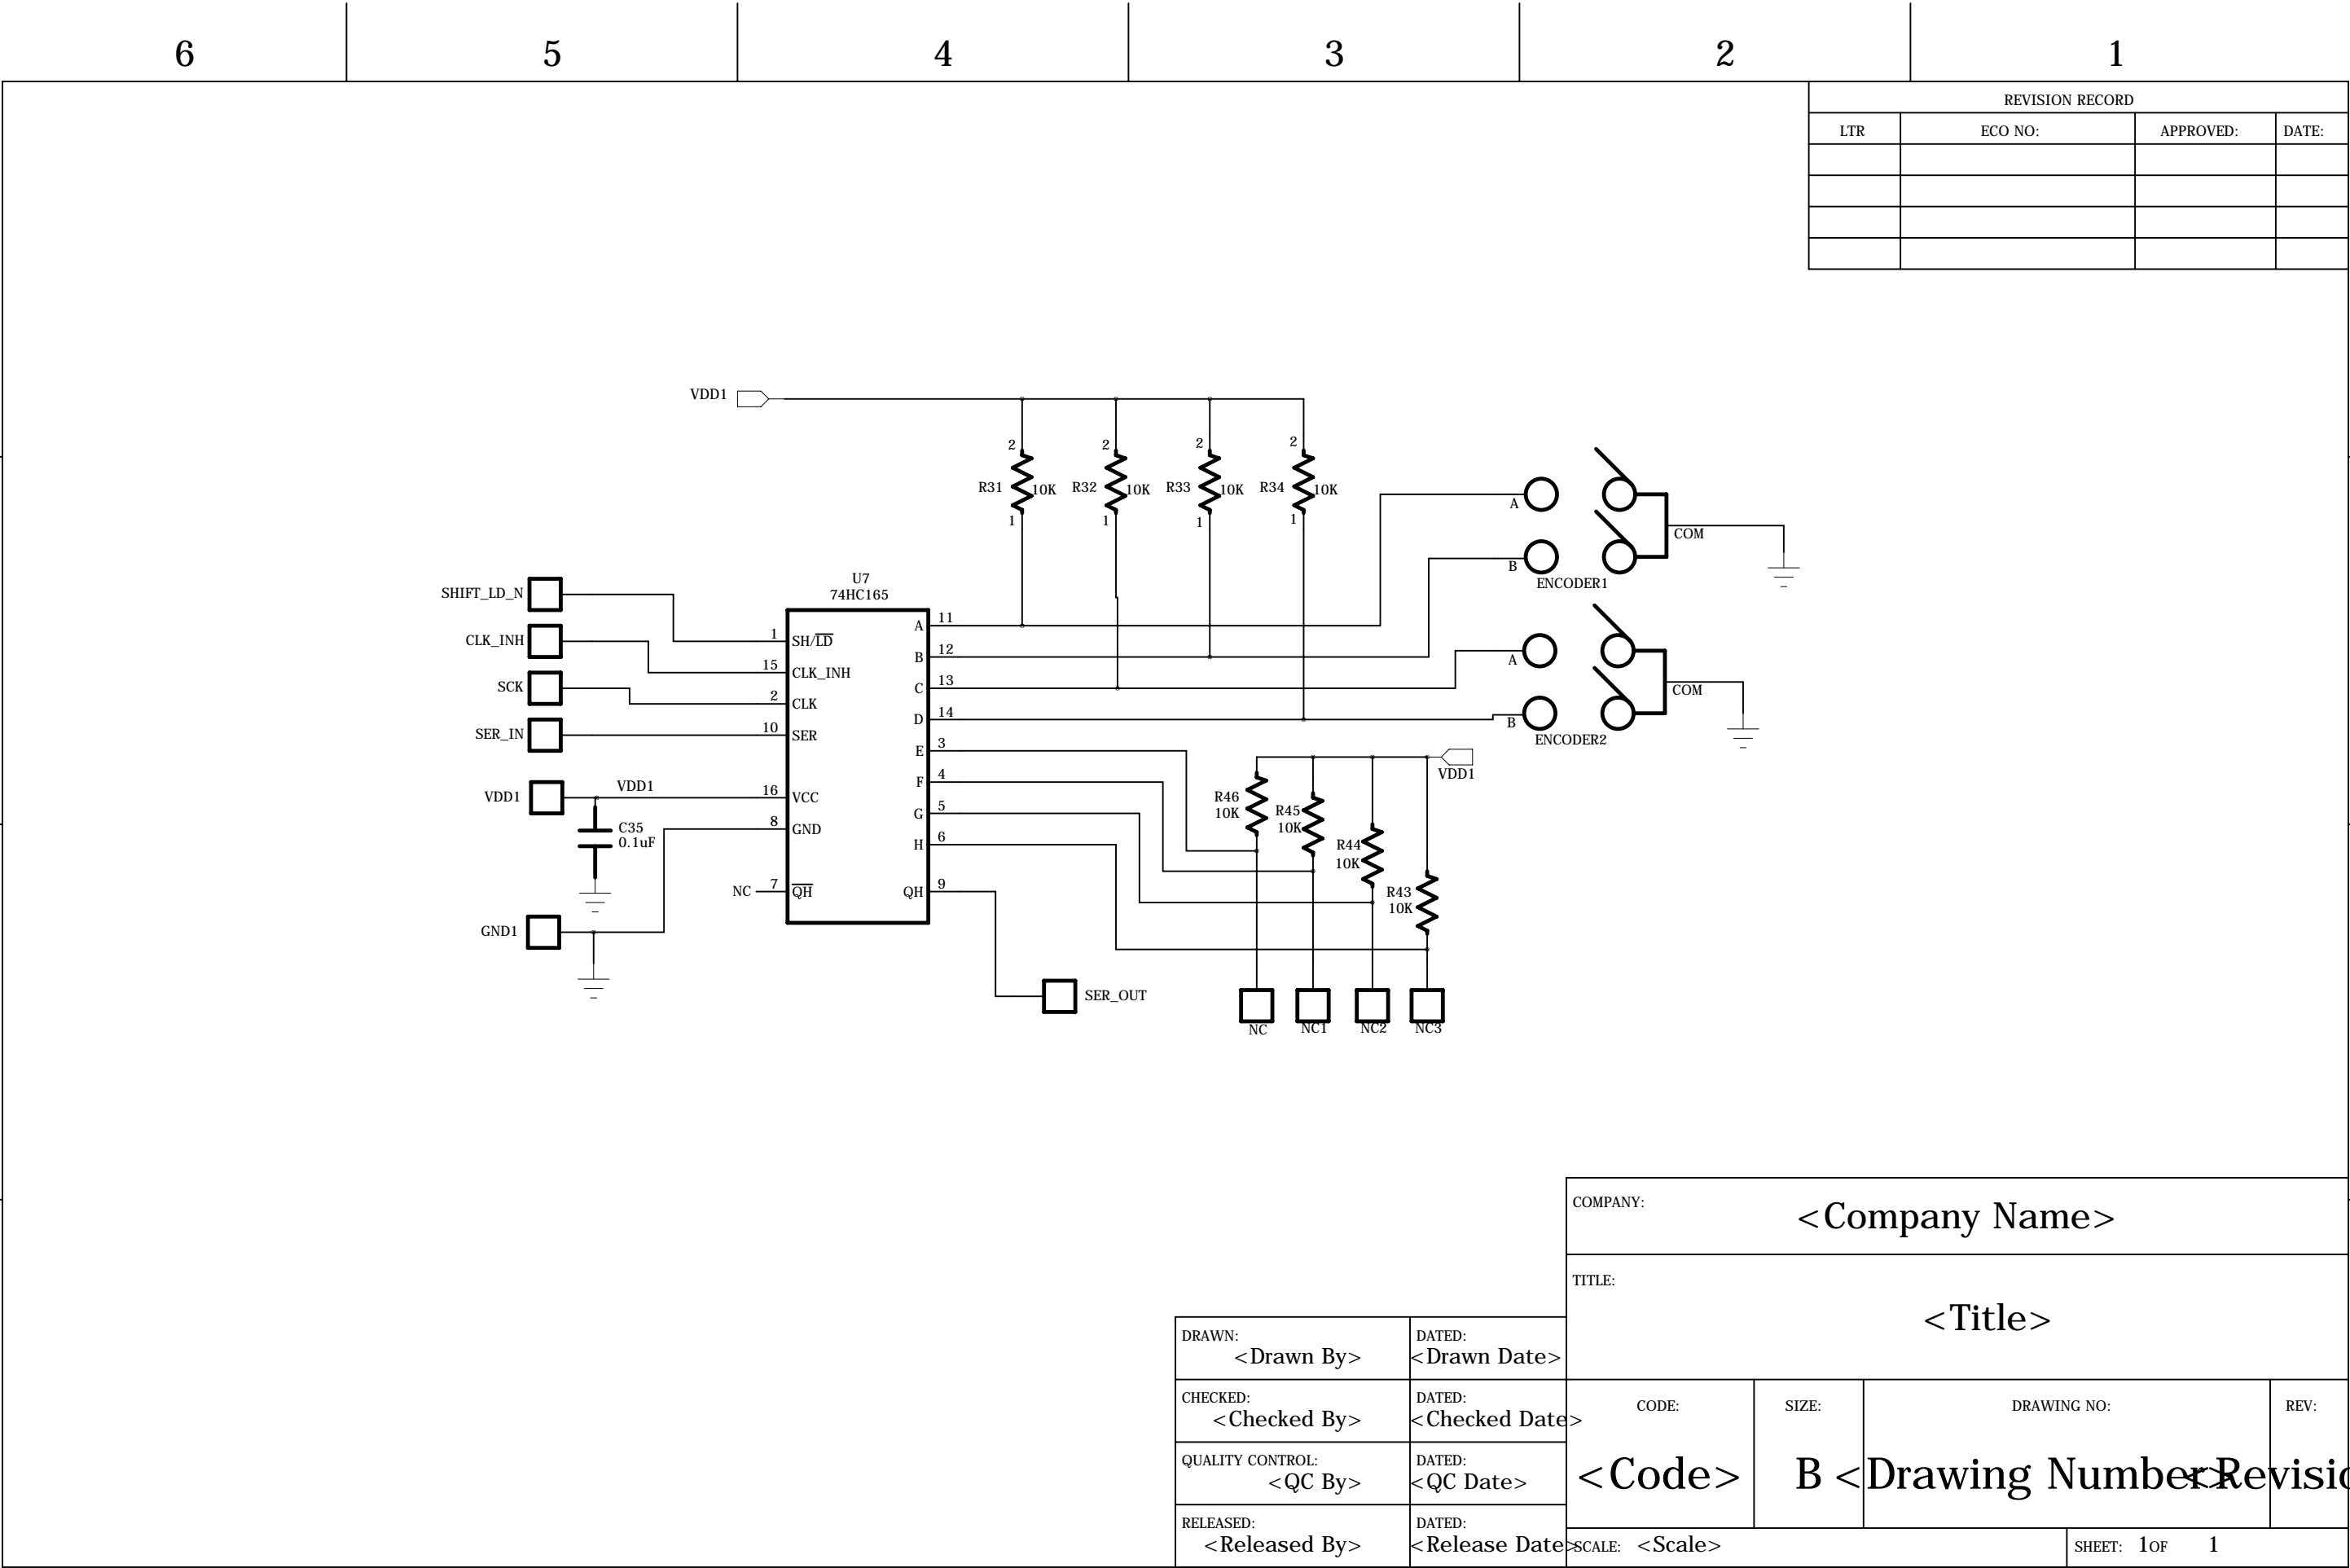 6 5 4 3 2 1
REVISION RECORD
LTR ECO NO: APPROVED: DATE:
VDD1
2 2 2 2
R31 10K R32 10K R33 10K R34 10K
1 1 1 1
A
B
COM
ENCODER1
A
B
COM
ENCODER2
U7
74HC165
SHIFT_LD_N
CLK_INH
SCK
SER_IN
VDD1
VDD1
C35
0.1uF
GND1
NC
1 SH/LD
15 CLK_INH
2 CLK
10 SER
16 VCC
8 GND
7 QH
A 11
B 12
C 13
D 14
E 3
F 4
G 5
H 6
QH 9
SER_OUT
VDD1
R46
10K
R45
10K
R44
10K
R43
10K
NC NC1 NC2 NC3
COMPANY:
<Company Name>
TITLE:
<Title>
DRAWN:
<Drawn By>
DATED:
<Drawn Date>
CHECKED:
<Checked By>
DATED:
<Checked Date>
QUALITY CONTROL:
<QC By>
DATED:
<QC Date>
RELEASED:
<Released By>
DATED:
<Release Date>
CODE:
<Code>
SIZE:
B
DRAWING NO:
<Drawing Number>
REV:
<Revisio
SCALE: <Scale>
SHEET: 1 OF 1